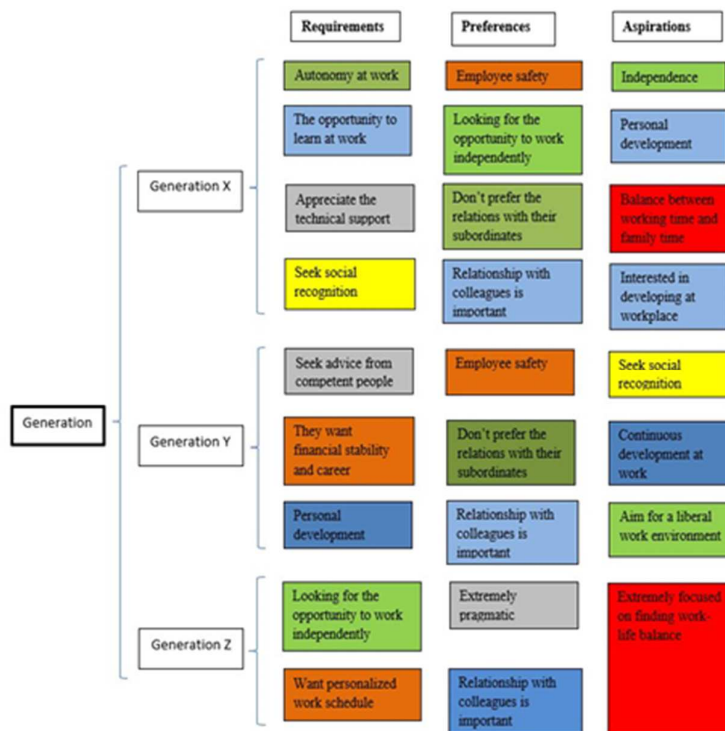 Requirements
Preferences
Aspirations
Generation
Generation X
Autonomy at work
Employee safety
Independence
The opportunity to
learn at work
Looking for the
opportunity to work
independently
Personal
development
Appreciate the
technical support
Don't prefer the
relations with their
subordinates
Balance between
working time and
family time
Seek social
recognition
Relationship with
colleagues is
important
Interested in
developing at
workplace
Generation Y
Seek advice from
competent people
Employee safety
Seek social
recognition
They want
financial stability
and career
Don't prefer the
relations with their
subordinates
Continuous
development at
work
Personal
development
Relationship with
colleagues is
important
Aim for a liberal
work environment
Generation Z
Looking for the
opportunity to work
independently
Extremely
pragmatic
Extremely focused
on finding work-
life balance
Want personalized
work schedule
Relationship with
colleagues is
important